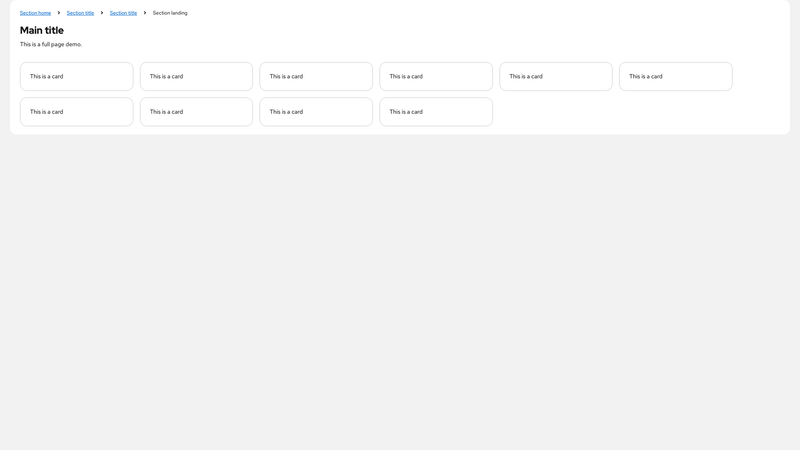 Section home > Section title > Section title > Section landing
Main title
This is a full page demo.
This is a card This is a card This is a card This is a card This is a card This is a card
This is a card This is a card This is a card This is a card